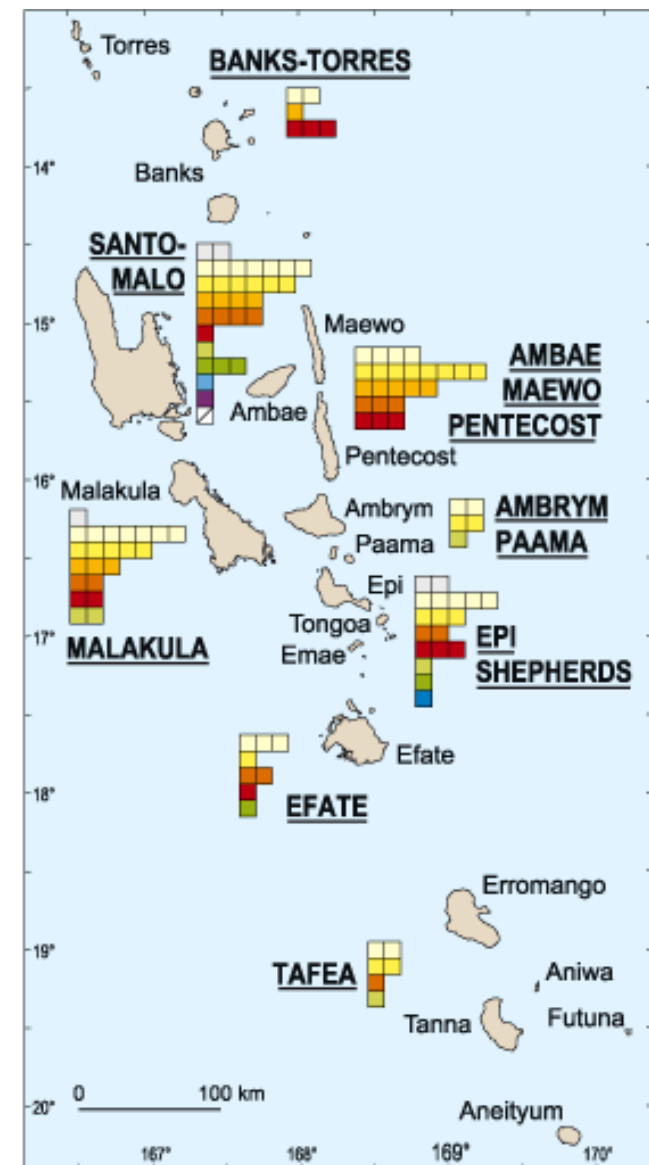 Torres
BANKS-TORRES
14°
Banks
SANTO-
MALO
15°
Maewo
AMBAE
Ambae
MAEWO
PENTECOST
Pentecost
16°
Malakula
Ambrym
AMBRYM
Paama
PAAMA
Epi
Tongoa
17°
Emae
EPI
MALAKULA
SHEPHERDS
Efate
18°
EFATE
Erromango
19°
TAFEA
Aniwa
Tanna
Futuna
0 100 km
20°
Aneityum
167° 168° 169° 170°